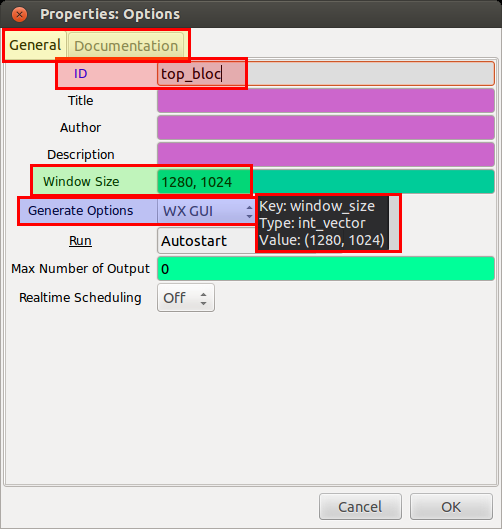 Properties: Options
General Documentation
ID top_bloc
Title
Author
Description
Window Size 1280, 1024
Generate Options WX GUI
Key: window_size
Type: int_vector
Value: (1280, 1024)
Run Autostart
Max Number of Output 0
Realtime Scheduling Off
Cancel OK